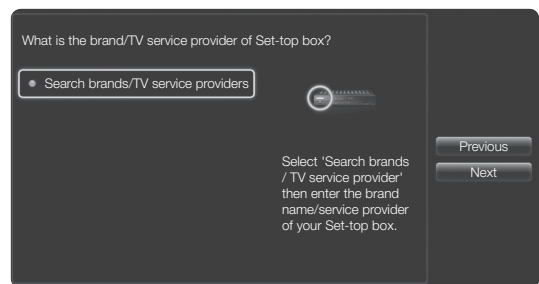 What is the brand/TV service provider of Set-top box?
Search brands/TV service providers
Select 'Search brands
/ TV service provider'
then enter the brand
name/service provider
of your Set-top box.
Previous
Next